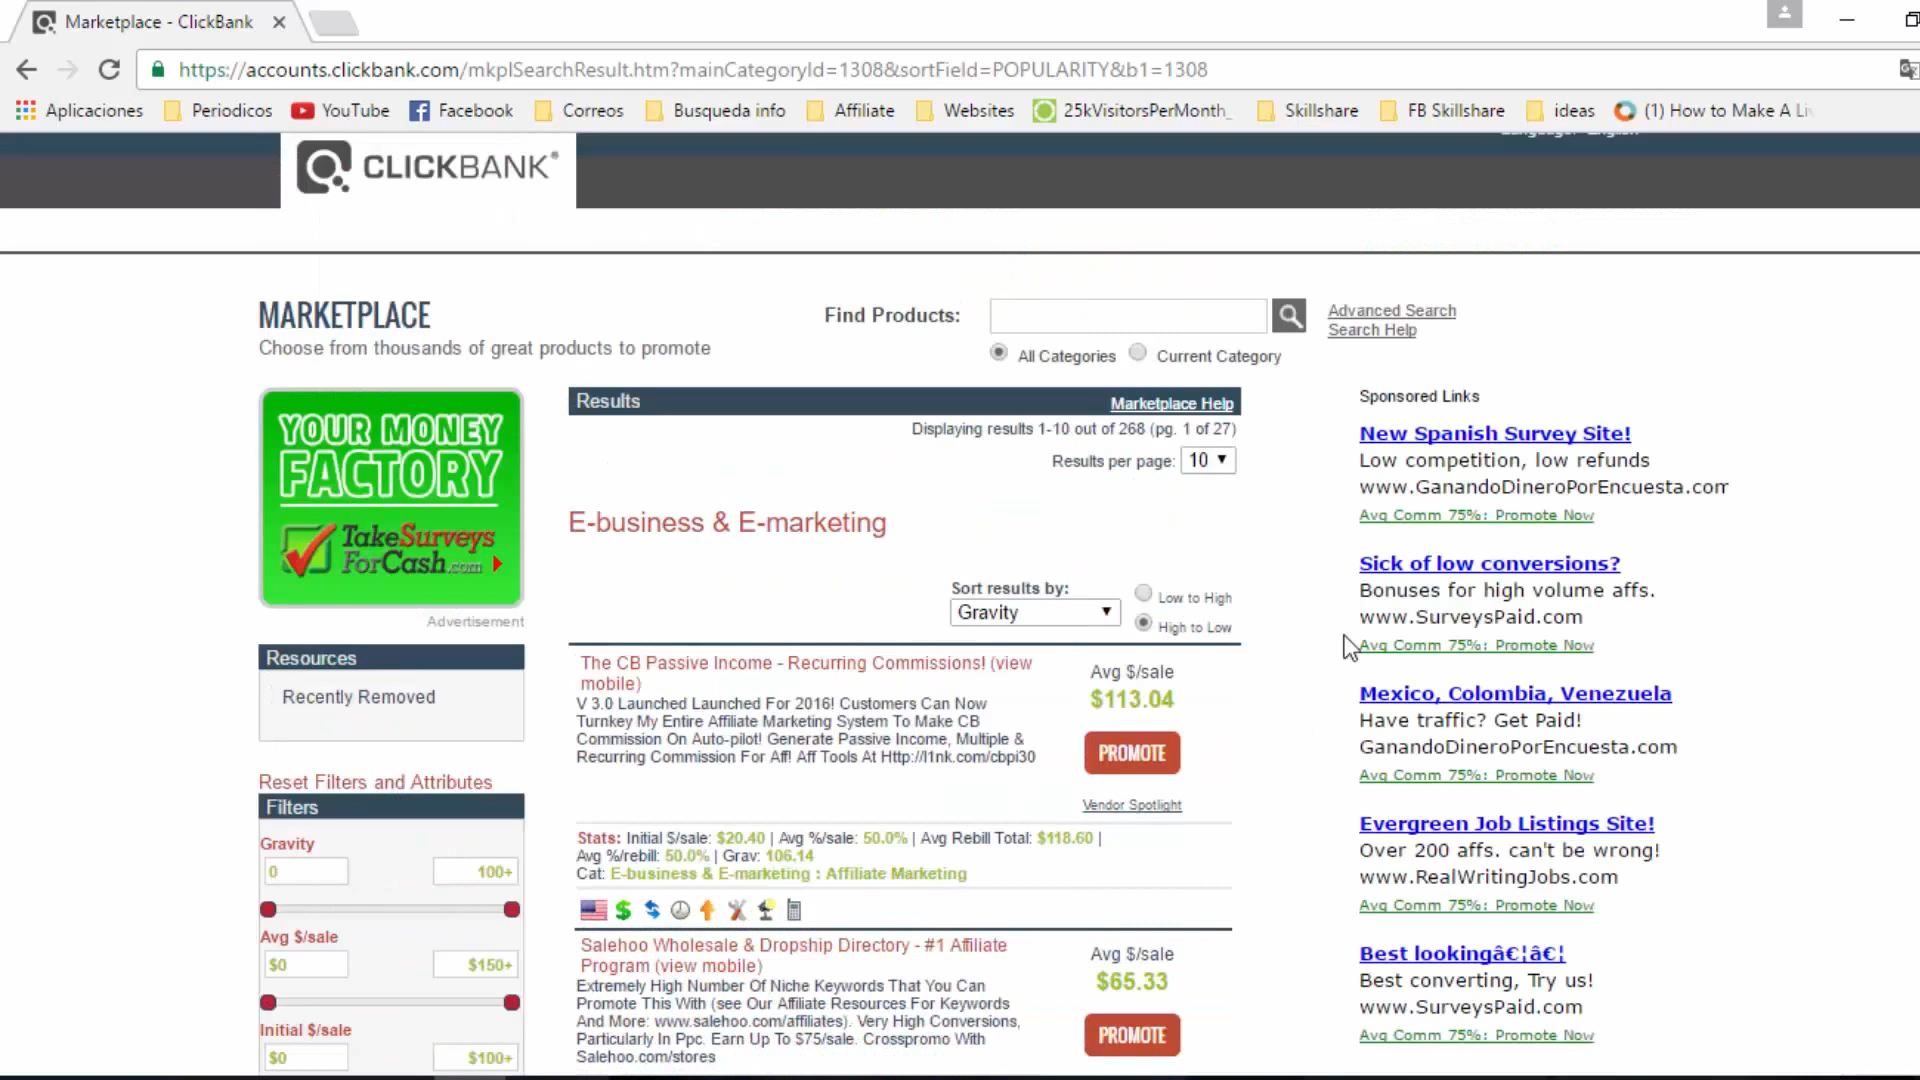 Marketplace - ClickBank
https://accounts.clickbank.com/mkplSearchResult.htm?mainCategoryId=1308&sortField=POPULARITY&b1=1308
Aplicaciones Periodicos YouTube Facebook Correos Busqueda info Affiliate Websites 25kVisitorsPerMonth_ Skillshare FB Skillshare ideas (1) How to Make A Li
CLICKBANK®
MARKETPLACE
Choose from thousands of great products to promote
Find Products:
Advanced Search
Search Help
All Categories Current Category
YOUR MONEY
FACTORY
TakeSurveys
ForCash.com
Advertisement
Resources
Recently Removed
Reset Filters and Attributes
Filters
Gravity
0 100+
Avg $/sale
$0 $150+
Initial $/sale
$0 $100+
Results Marketplace Help
Displaying results 1-10 out of 268 (pg. 1 of 27)
Results per page: 10
E-business & E-marketing
Sort results by:
Gravity
Low to High
High to Low
The CB Passive Income - Recurring Commissions! (view
mobile)
V 3.0 Launched Launched For 2016! Customers Can Now
Turnkey My Entire Affiliate Marketing System To Make CB
Commission On Auto-pilot! Generate Passive Income, Multiple &
Recurring Commission For Aff! Aff Tools At Http://l1nk.com/cbpi30
Avg $/sale
$113.04
PROMOTE
Vendor Spotlight
Stats: Initial $/sale: $20.40 | Avg %/sale: 50.0% | Avg Rebill Total: $118.60 |
Avg %/rebill: 50.0% | Grav: 106.14
Cat: E-business & E-marketing : Affiliate Marketing
Salehoo Wholesale & Dropship Directory - #1 Affiliate
Program (view mobile)
Extremely High Number Of Niche Keywords That You Can
Promote This With (see Our Affiliate Resources For Keywords
And More: www.salehoo.com/affiliates). Very High Conversions,
Particularly In Ppc. Earn Up To $75/sale. Crosspromo With
Salehoo.com/stores
Avg $/sale
$65.33
PROMOTE
Sponsored Links
New Spanish Survey Site!
Low competition, low refunds
www.GanandoDineroPorEncuesta.com
Avg Comm 75%: Promote Now
Sick of low conversions?
Bonuses for high volume affs.
www.SurveysPaid.com
Avg Comm 75%: Promote Now
Mexico, Colombia, Venezuela
Have traffic? Get Paid!
GanandoDineroPorEncuesta.com
Avg Comm 75%: Promote Now
Evergreen Job Listings Site!
Over 200 affs. can't be wrong!
www.RealWritingJobs.com
Avg Comm 75%: Promote Now
Best lookingâ€¦â€¦
Best converting, Try us!
www.SurveysPaid.com
Avg Comm 75%: Promote Now